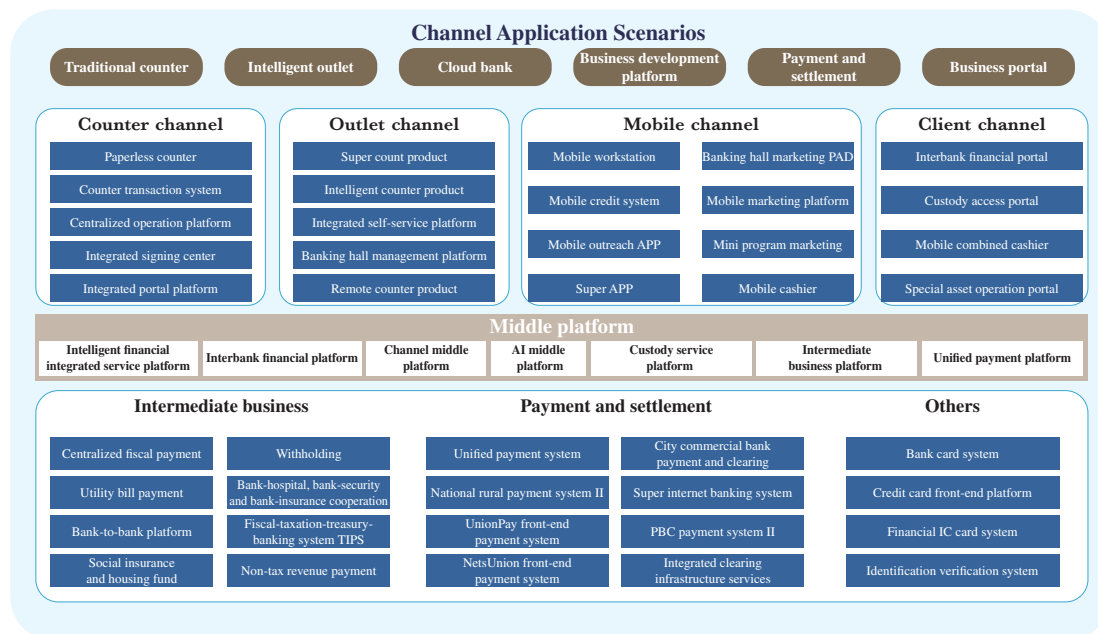 Channel Application Scenarios
Traditional counter
Intelligent outlet
Cloud bank
Business development
platform
Payment and
settlement
Business portal
Counter channel
Paperless counter
Counter transaction system
Centralized operation platform
Integrated signing center
Integrated portal platform
Outlet channel
Super count product
Intelligent counter product
Integrated self-service platform
Banking hall management platform
Remote counter product
Mobile channel
Mobile workstation
Banking hall marketing PAD
Mobile credit system
Mobile marketing platform
Mobile outreach APP
Mini program marketing
Super APP
Mobile cashier
Client channel
Interbank financial portal
Custody access portal
Mobile combined cashier
Special asset operation portal
Middle platform
Intelligent financial
integrated service platform
Interbank financial platform
Channel middle
platform
AI middle
platform
Custody service
platform
Intermediate
business platform
Unified payment platform
Intermediate business
Centralized fiscal payment
Withholding
Utility bill payment
Bank-hospital, bank-security
and bank-insurance cooperation
Bank-to-bank platform
Fiscal-taxation-treasury-
banking system TIPS
Social insurance
and housing fund
Non-tax revenue payment
Payment and settlement
Unified payment system
City commercial bank
payment and clearing
National rural payment system II
Super internet banking system
UnionPay front-end
payment system
PBC payment system II
NetsUnion front-end
payment system
Integrated clearing
infrastructure services
Others
Bank card system
Credit card front-end platform
Financial IC card system
Identification verification system